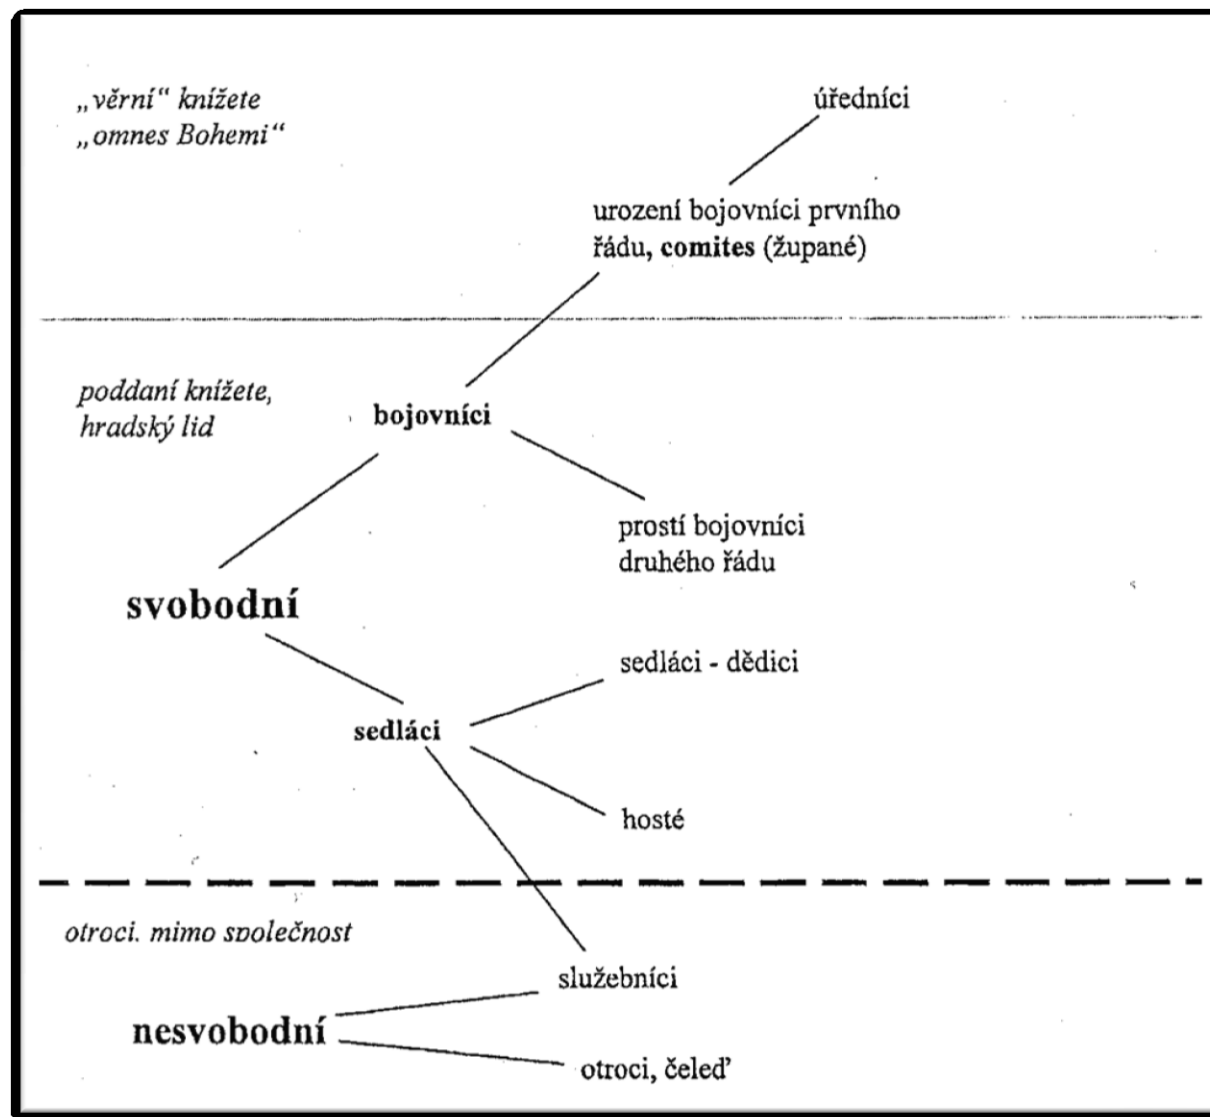 „věrní“ knížete
„omnes Bohemi“
úředníci
urození bojovníci prvního
řádu, comites (župané)
poddaní knížete,
hradský lid
bojovníci
prostí bojovníci
druhého řádu
svobodní
sedláci - dědici
sedláci
hosté
otroci. mimo společnost
služebníci
nesvobodní
otroci, čeleď